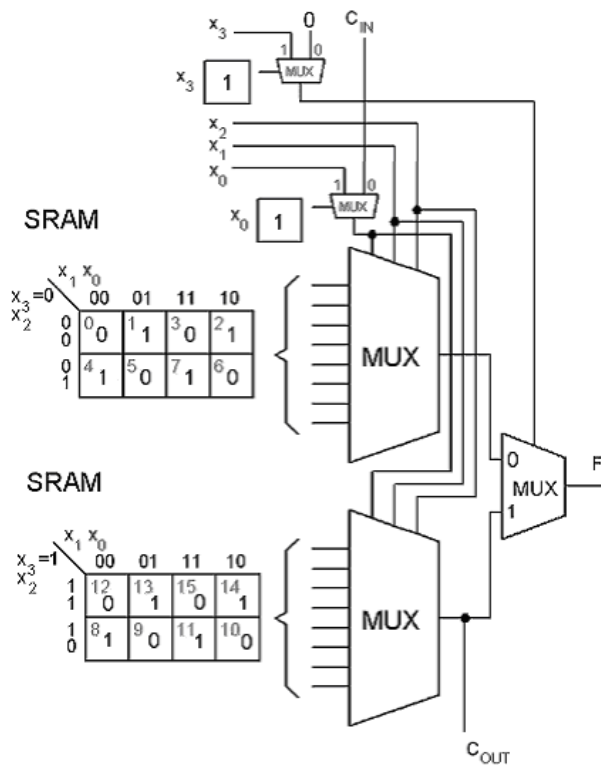 x3 0 CIN
1 0
MUX
x3 1
x2
x1
x0
1 0
MUX
x0 1
SRAM
x1 x0
x3=0 00 01 11 10
x2
0 0 0 0 1 1 3 0 2 1
0 1 4 1 5 0 7 1 6 0
MUX
0
MUX F
1
SRAM
x1 x0
x3=1 00 01 11 10
x2
1 1 12 0 13 1 15 0 14 1
1 0 8 1 9 0 11 1 10 0
MUX
COUT